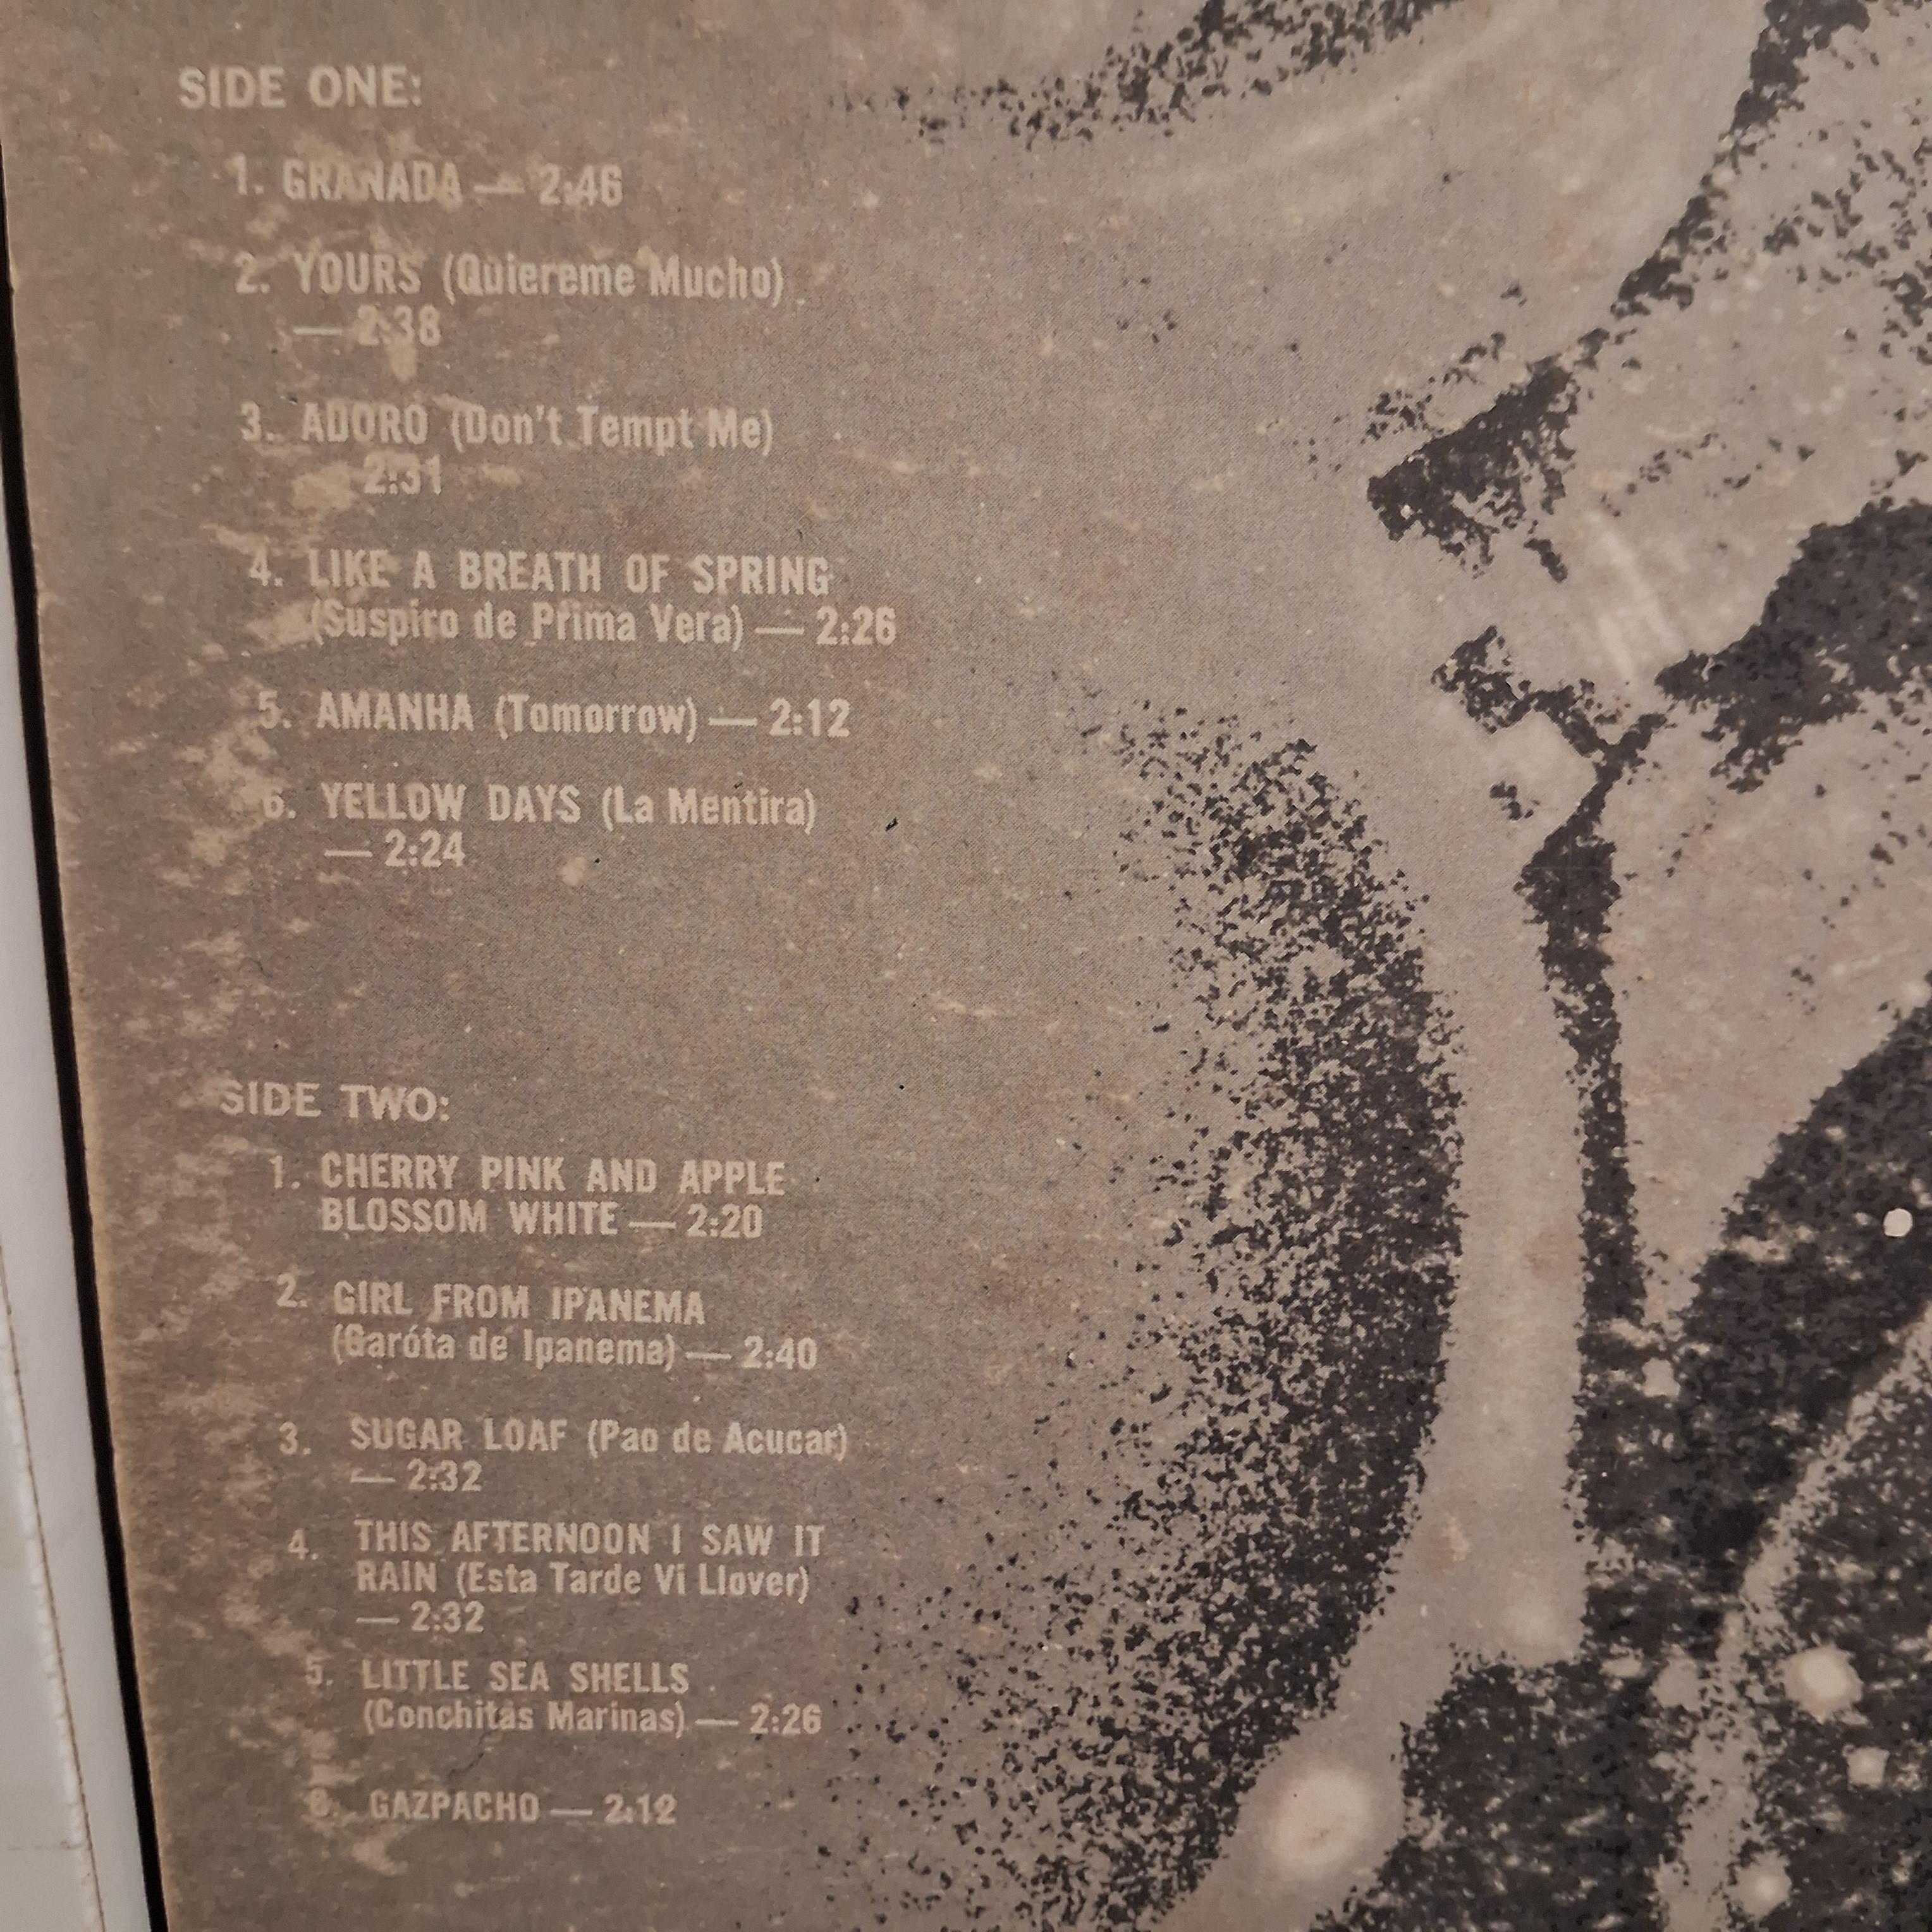 SIDE ONE:
1. GRANADA — 2:46
2. YOURS (Quiereme Mucho)
— 2:38
3. ADORO (Don't Tempt Me)
2:31
4. LIKE A BREATH OF SPRING
(Suspiro de Prima Vera) — 2:26
5. AMANHA (Tomorrow) — 2:12
6. YELLOW DAYS (La Mentira)
— 2:24
SIDE TWO:
1. CHERRY PINK AND APPLE
BLOSSOM WHITE — 2:20
2. GIRL FROM IPANEMA
(Garóta de Ipanema) — 2:40
3. SUGAR LOAF (Pao de Acucar)
— 2:32
4. THIS AFTERNOON I SAW IT
RAIN (Esta Tarde Vi Llover)
— 2:32
5. LITTLE SEA SHELLS
(Conchitas Marinas) — 2:26
6. GAZPACHO — 2:12